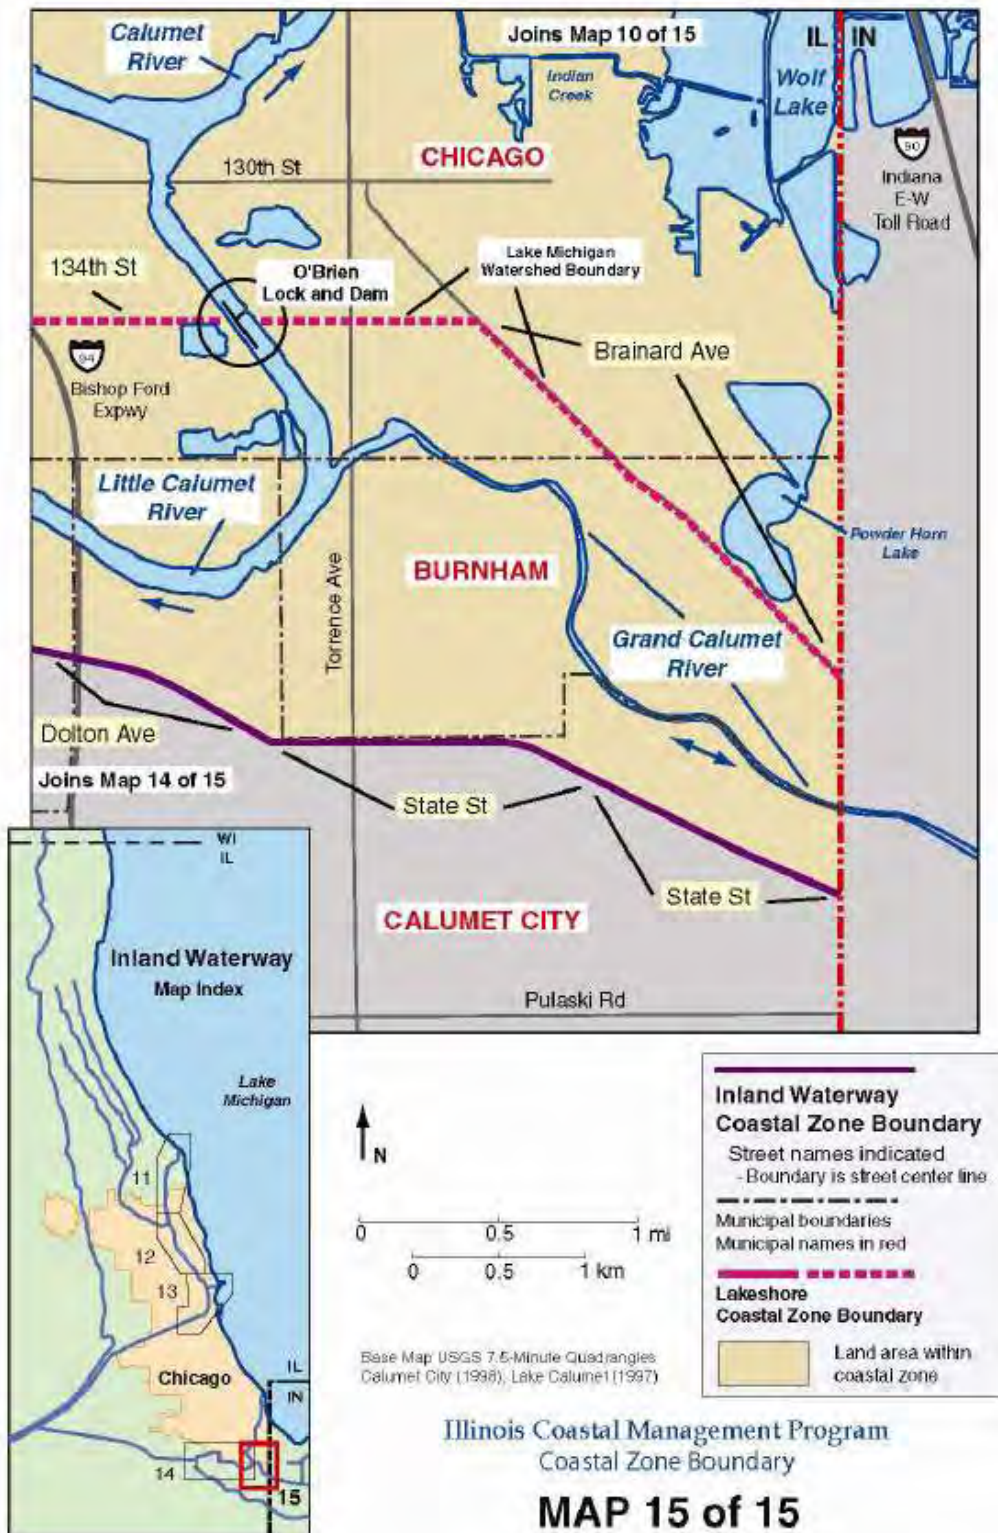 Calumet
River
Joins Map 10 of 15
IL
IN
Indian
Creek
Wolf
Lake
CHICAGO
130th St
90
Indiana
E-W
Toll Road
134th St
O'Brien
Lock and Dam
Lake Michigan
Watershed Boundary
Brainard Ave
94
Bishop Ford
Expwy
Little Calumet
River
Powder Horn
Lake
Torrence Ave
BURNHAM
Grand Calumet
River
Dolton Ave
Joins Map 14 of 15
State St
State St
CALUMET CITY
Pulaski Rd
WI
IL
Inland Waterway
Map Index
Lake
Michigan
11
12
13
Chicago
IL
IN
14
15
N
0 0.5 1 mi
0 0.5 1 km
Base Map USGS 7.5-Minute Quadrangles
Calumet City (1998), Lake Calumet (1997)
Inland Waterway
Coastal Zone Boundary
Street names indicated
- Boundary is street center line
Municipal boundaries
Municipal names in red
Lakeshore
Coastal Zone Boundary
Land area within
coastal zone
Illinois Coastal Management Program
Coastal Zone Boundary
MAP 15 of 15